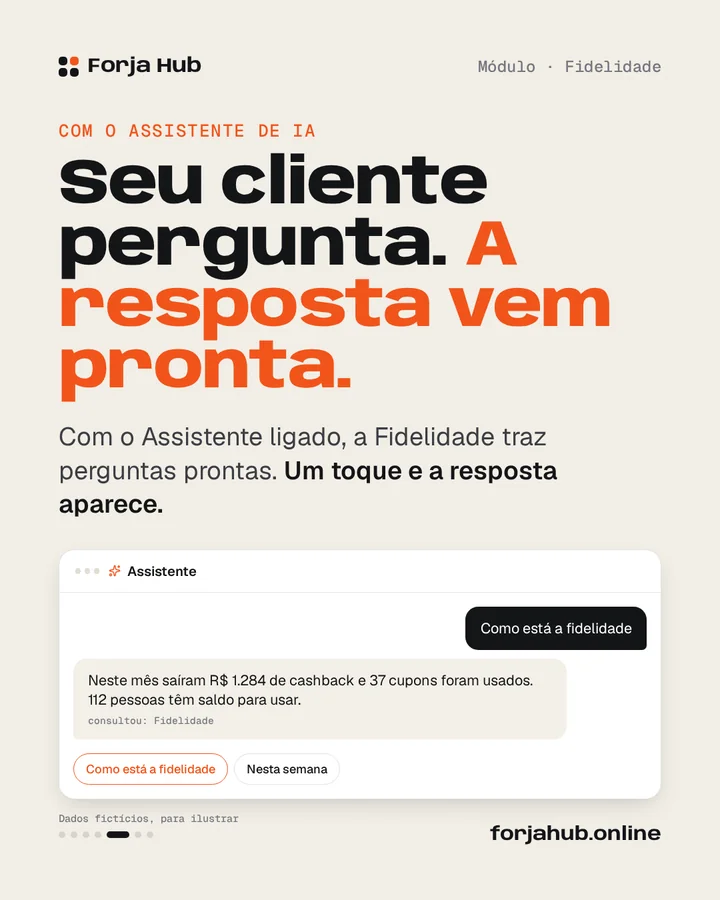 Forja Hub
Módulo · Fidelidade
COM O ASSISTENTE DE IA
Seu cliente
pergunta. A
resposta vem
pronta.
Com o Assistente ligado, a Fidelidade traz
perguntas prontas. Um toque e a resposta
aparece.
Assistente
Como está a fidelidade
Neste mês saíram R$ 1.284 de cashback e 37 cupons foram usados.
112 pessoas têm saldo para usar.
consultou: Fidelidade
Como está a fidelidade
Nesta semana
Dados fictícios, para ilustrar
forjahub.online